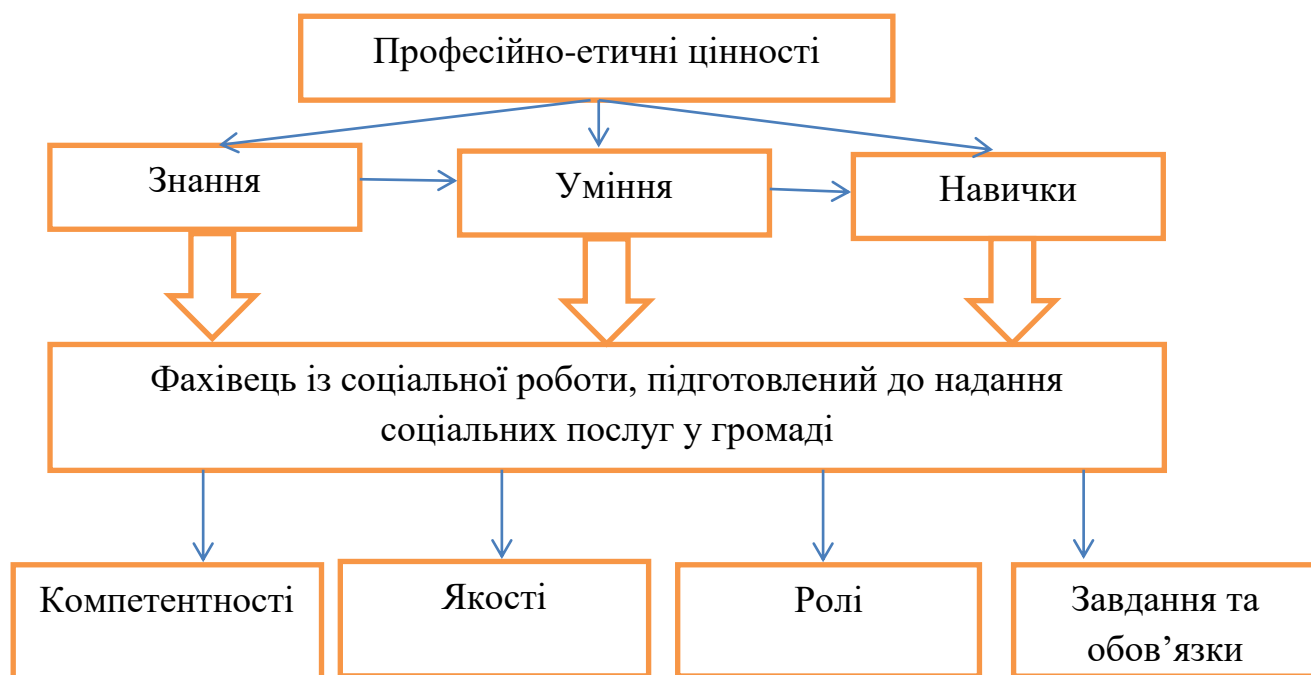 Професійно-етичні цінності
Знання
Уміння
Навички
Фахівець із соціальної роботи, підготовлений до надання
соціальних послуг у громаді
Компетентності
Якості
Ролі
Завдання та
обов’язки